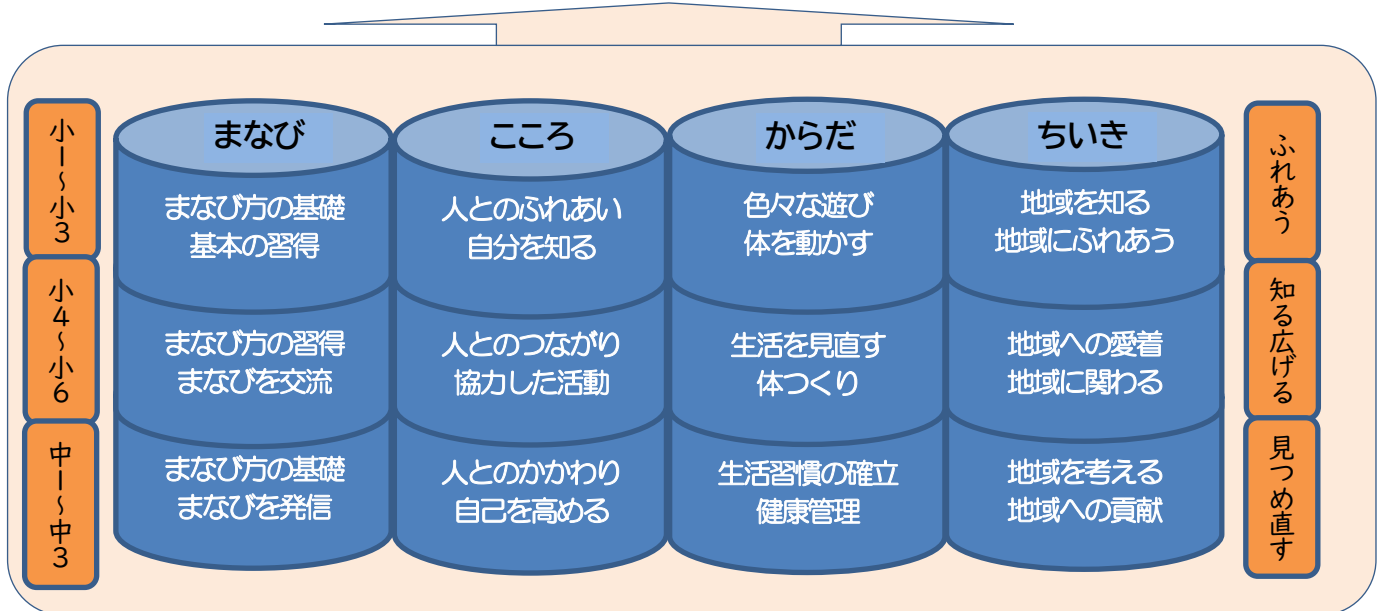 まなび
こころ
からだ
ちいき
小1～小3
まなび方の基礎
基本の習得
人とのふれあい
自分を知る
色々な遊び
体を動かす
地域を知る
地域にふれあう
ふれあう
小4～小6
まなび方の習得
まなびを交流
人とのつながり
協力した活動
生活を見直す
体つくり
地域への愛着
地域に関わる
知る広げる
中1～中3
まなび方の基礎
まなびを発信
人とのかかわり
自己を高める
生活習慣の確立
健康管理
地域を考える
地域への貢献
見つめ直す